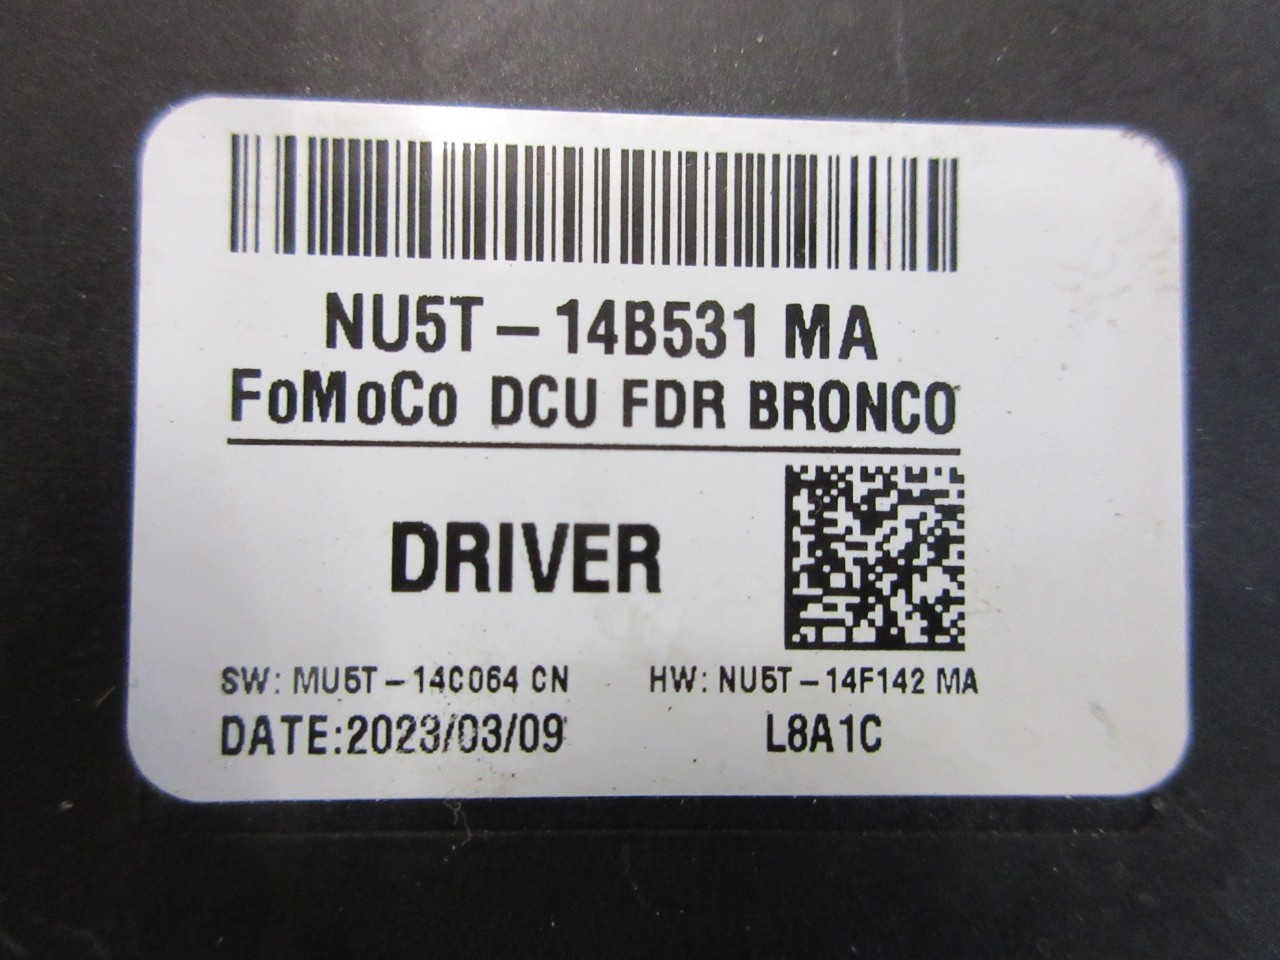 NU5T-14B531 MA
FoMoCo DCU FDR BRONCO
DRIVER
SW: MU5T-14C064 CN HW: NU5T-14F142 MA
DATE:2023/03/09 L8A1C